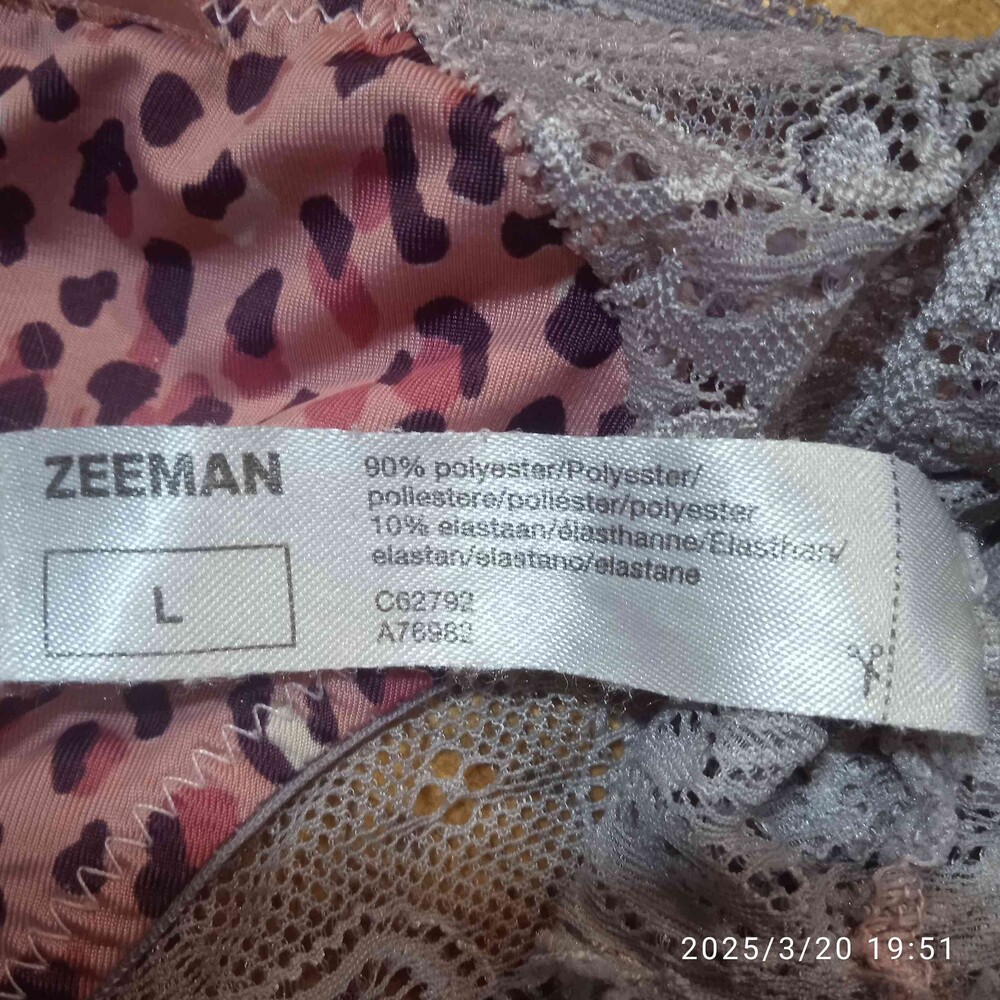 ZEEMAN
L
90% polyester/Polyester/
poliestere/poliéster/polyester
10% elastaan/élasthanne/Elasthan/
elastan/elastano/elastane
C62792
A76982
2025/3/20 19:51